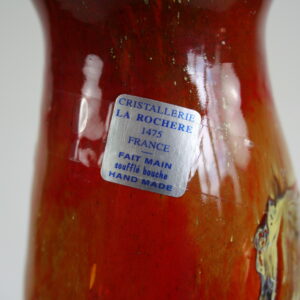 CRISTALLERIE
LA ROCHERE
1475
FRANCE
FAIT MAIN
soufflé bouche
HAND MADE